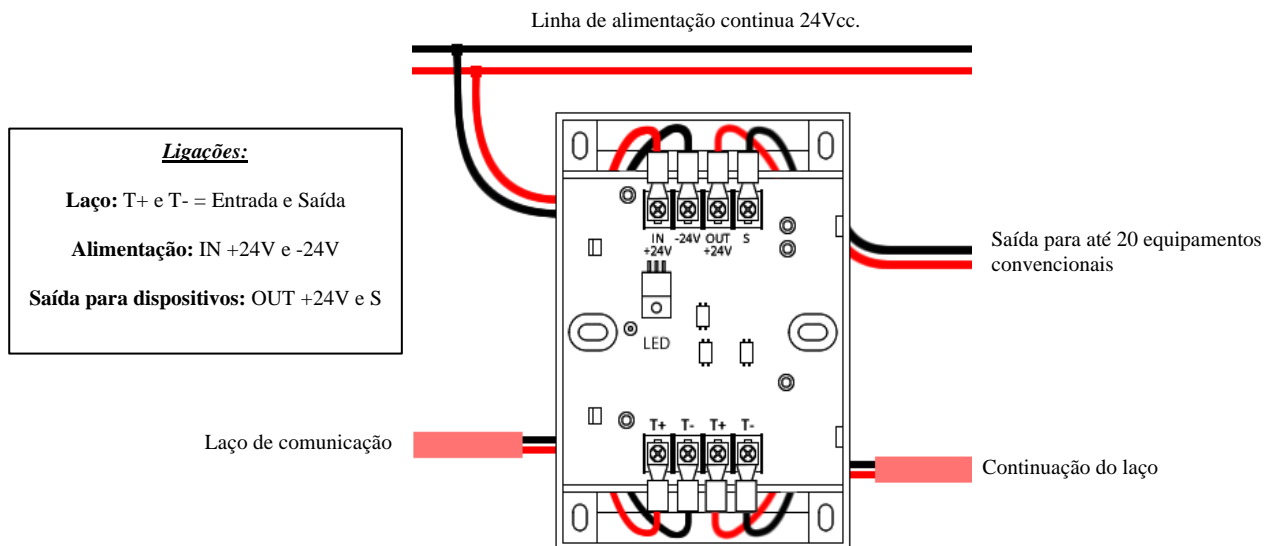 Linha de alimentação continua 24Vcc.
Ligações:
Laço: T+ e T- = Entrada e Saída
Alimentação: IN +24V e -24V
Saída para dispositivos: OUT +24V e S
IN -24V OUT S
+24V +24V
LED
Saída para até 20 equipamentos
convencionais
Laço de comunicação
T+ T- T+ T-
Continuação do laço